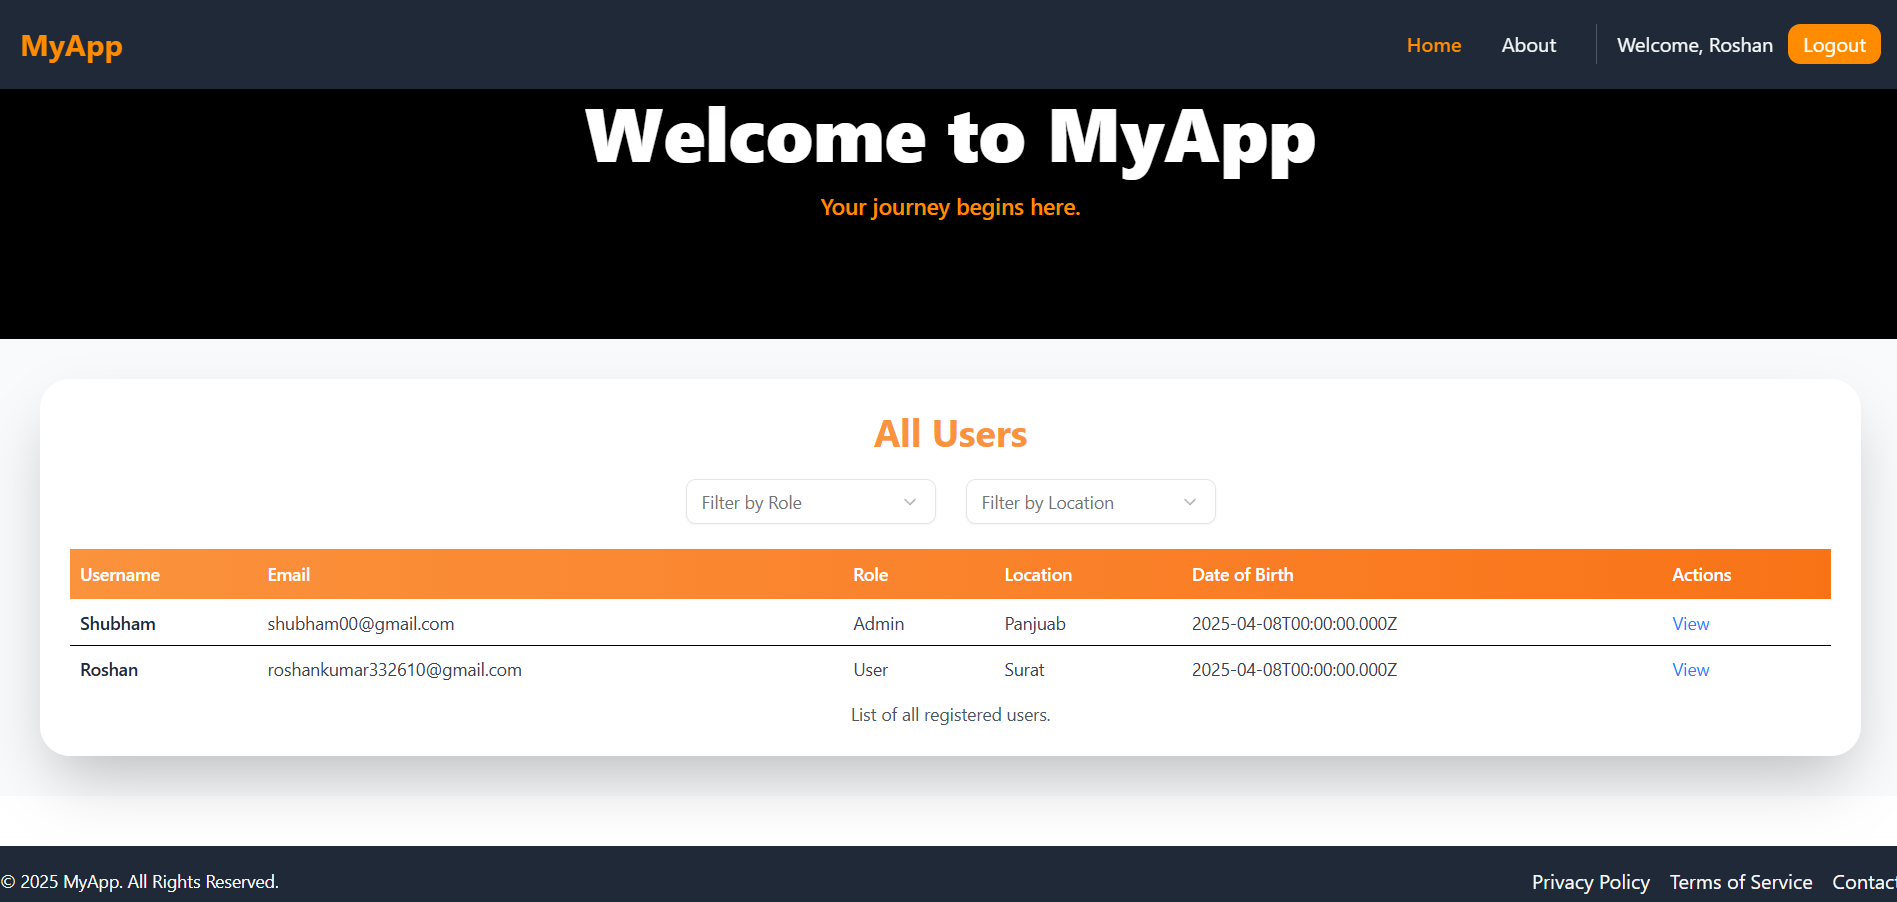 MyApp
Home About Welcome, Roshan Logout
Welcome to MyApp
Your journey begins here.
All Users
Filter by Role Filter by Location
Username Email Role Location Date of Birth Actions
Shubham shubham00@gmail.com Admin Panjuab 2025-04-08T00:00:00.000Z View
Roshan roshankumar332610@gmail.com User Surat 2025-04-08T00:00:00.000Z View
List of all registered users.
© 2025 MyApp. All Rights Reserved.
Privacy Policy Terms of Service Contact